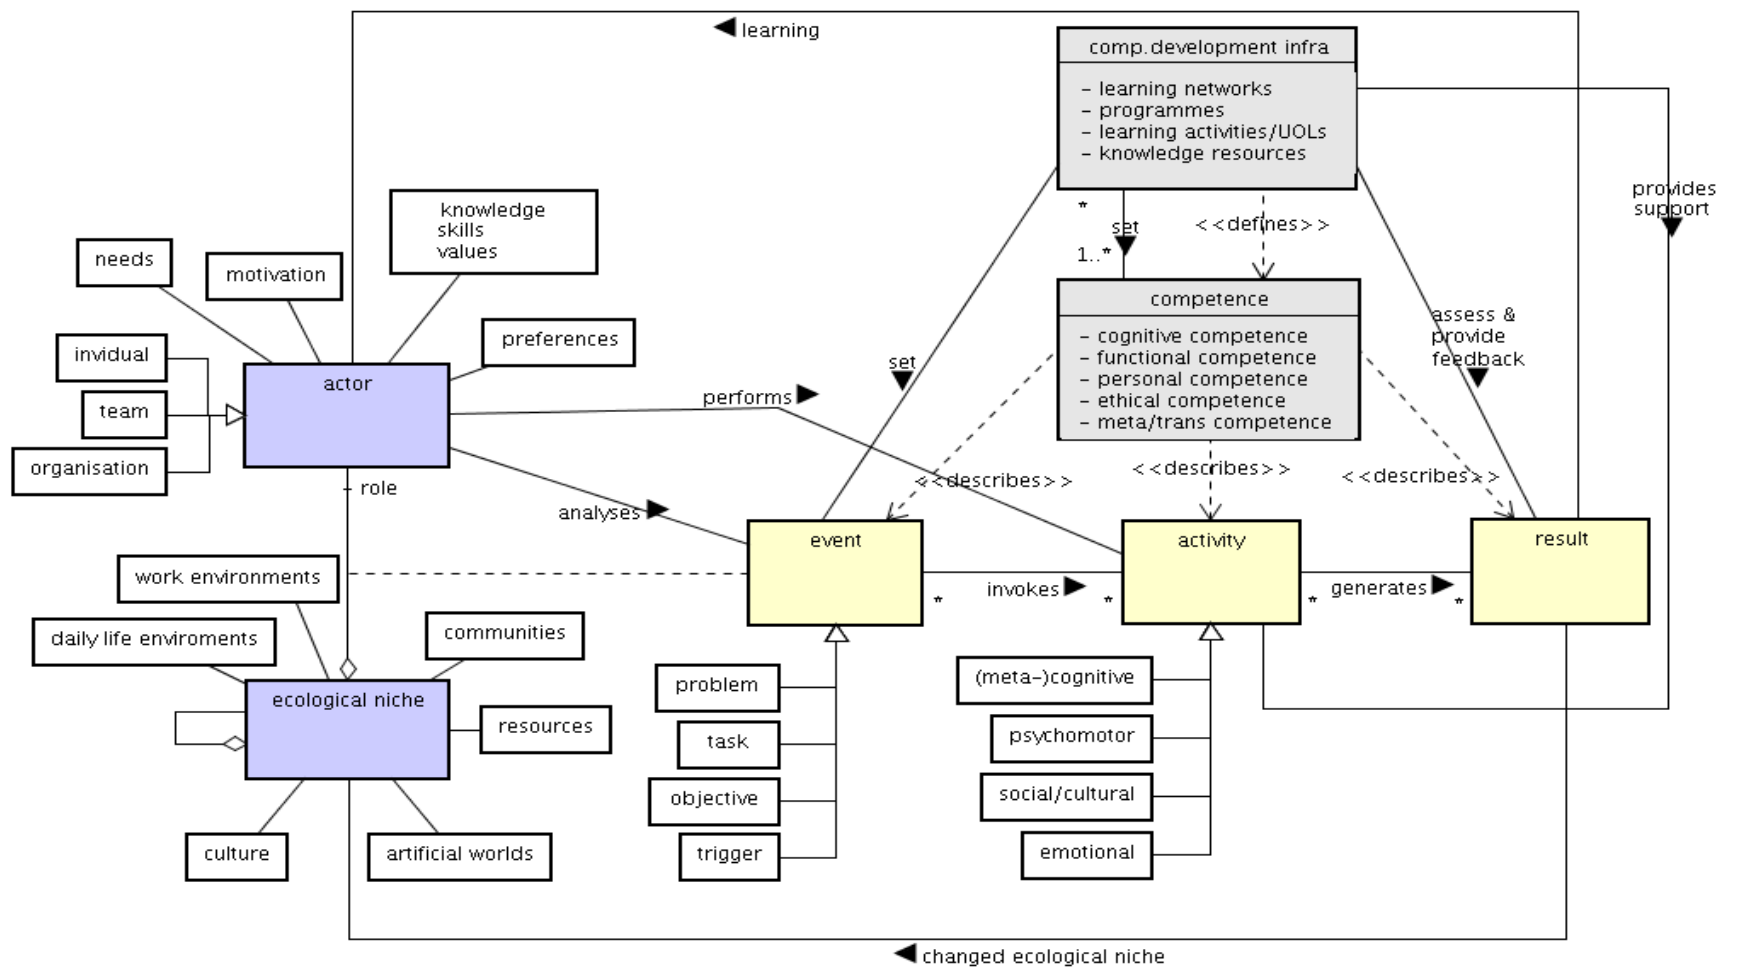 learning
comp.development infra
- learning networks
- programmes
- learning activities/UOLs
- knowledge resources
provides
support
*
set
<<defines>>
1..*
knowledge
skills
values
needs
motivation
preferences
invidual
team
organisation
actor
role
competence
- cognitive competence
- functional competence
- personal competence
- ethical competence
- meta/trans competence
assess &
provide
feedback
set
performs
analyses
<<describes>>
<<describes>>
<<describes>>
event
activity
result
invokes
*
*
generates
*
*
work environments
daily life enviroments
communities
ecological niche
resources
culture
artificial worlds
problem
task
objective
trigger
(meta-)cognitive
psychomotor
social/cultural
emotional
changed ecological niche